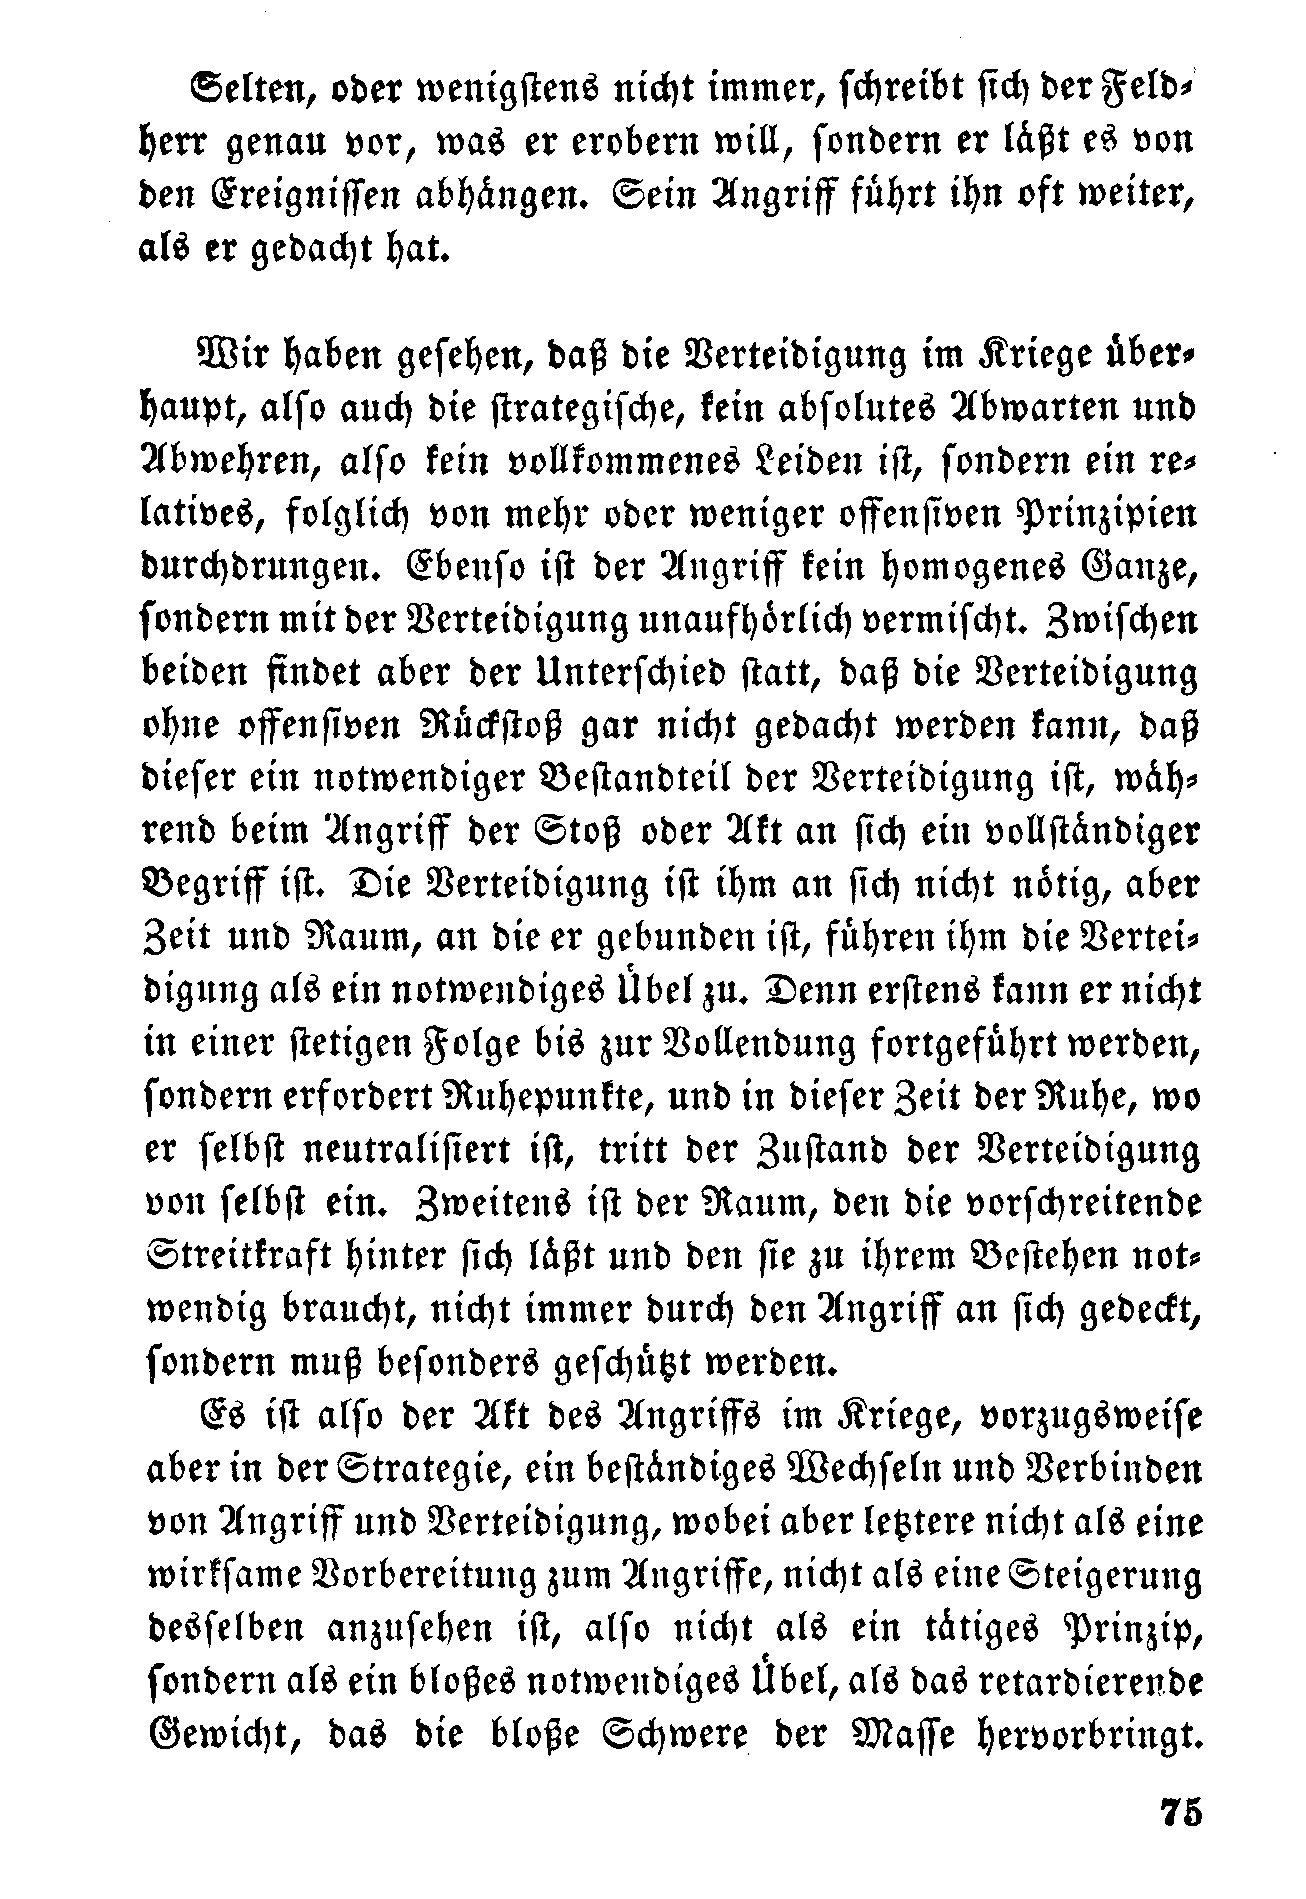 Selten, oder wenigstens nicht immer, schreibt sich der Feld-
herr genau vor, was er erobern will, sondern er läßt es von
den Ereignissen abhängen. Sein Angriff führt ihn oft weiter,
als er gedacht hat.
Wir haben gesehen, daß die Verteidigung im Kriege über-
haupt, also auch die strategische, kein absolutes Abwarten und
Abwehren, also kein vollkommenes Leiden ist, sondern ein re-
latives, folglich von mehr oder weniger offensiven Prinzipien
durchdrungen. Ebenso ist der Angriff kein homogenes Ganze,
sondern mit der Verteidigung unaufhörlich vermischt. Zwischen
beiden findet aber der Unterschied statt, daß die Verteidigung
ohne offensiven Rückstoß gar nicht gedacht werden kann, daß
dieser ein notwendiger Bestandteil der Verteidigung ist, wäh-
rend beim Angriff der Stoß oder Akt an sich ein vollständiger
Begriff ist. Die Verteidigung ist ihm an sich nicht nötig, aber
Zeit und Raum, an die er gebunden ist, führen ihm die Vertei-
digung als ein notwendiges Übel zu. Denn erstens kann er nicht
in einer stetigen Folge bis zur Vollendung fortgeführt werden,
sondern erfordert Ruhepunkte, und in dieser Zeit der Ruhe, wo
er selbst neutralisiert ist, tritt der Zustand der Verteidigung
von selbst ein. Zweitens ist der Raum, den die vorschreitende
Streitkraft hinter sich läßt und den sie zu ihrem Bestehen not-
wendig braucht, nicht immer durch den Angriff an sich gedeckt,
sondern muß besonders geschützt werden.
Es ist also der Akt des Angriffs im Kriege, vorzugsweise
aber in der Strategie, ein beständiges Wechseln und Verbinden
von Angriff und Verteidigung, wobei aber letztere nicht als eine
wirksame Vorbereitung zum Angriffe, nicht als eine Steigerung
desselben anzusehen ist, also nicht als ein tätiges Prinzip,
sondern als ein bloßes notwendiges Übel, als das retardierende
Gewicht, das die bloße Schwere der Masse hervorbringt.
75